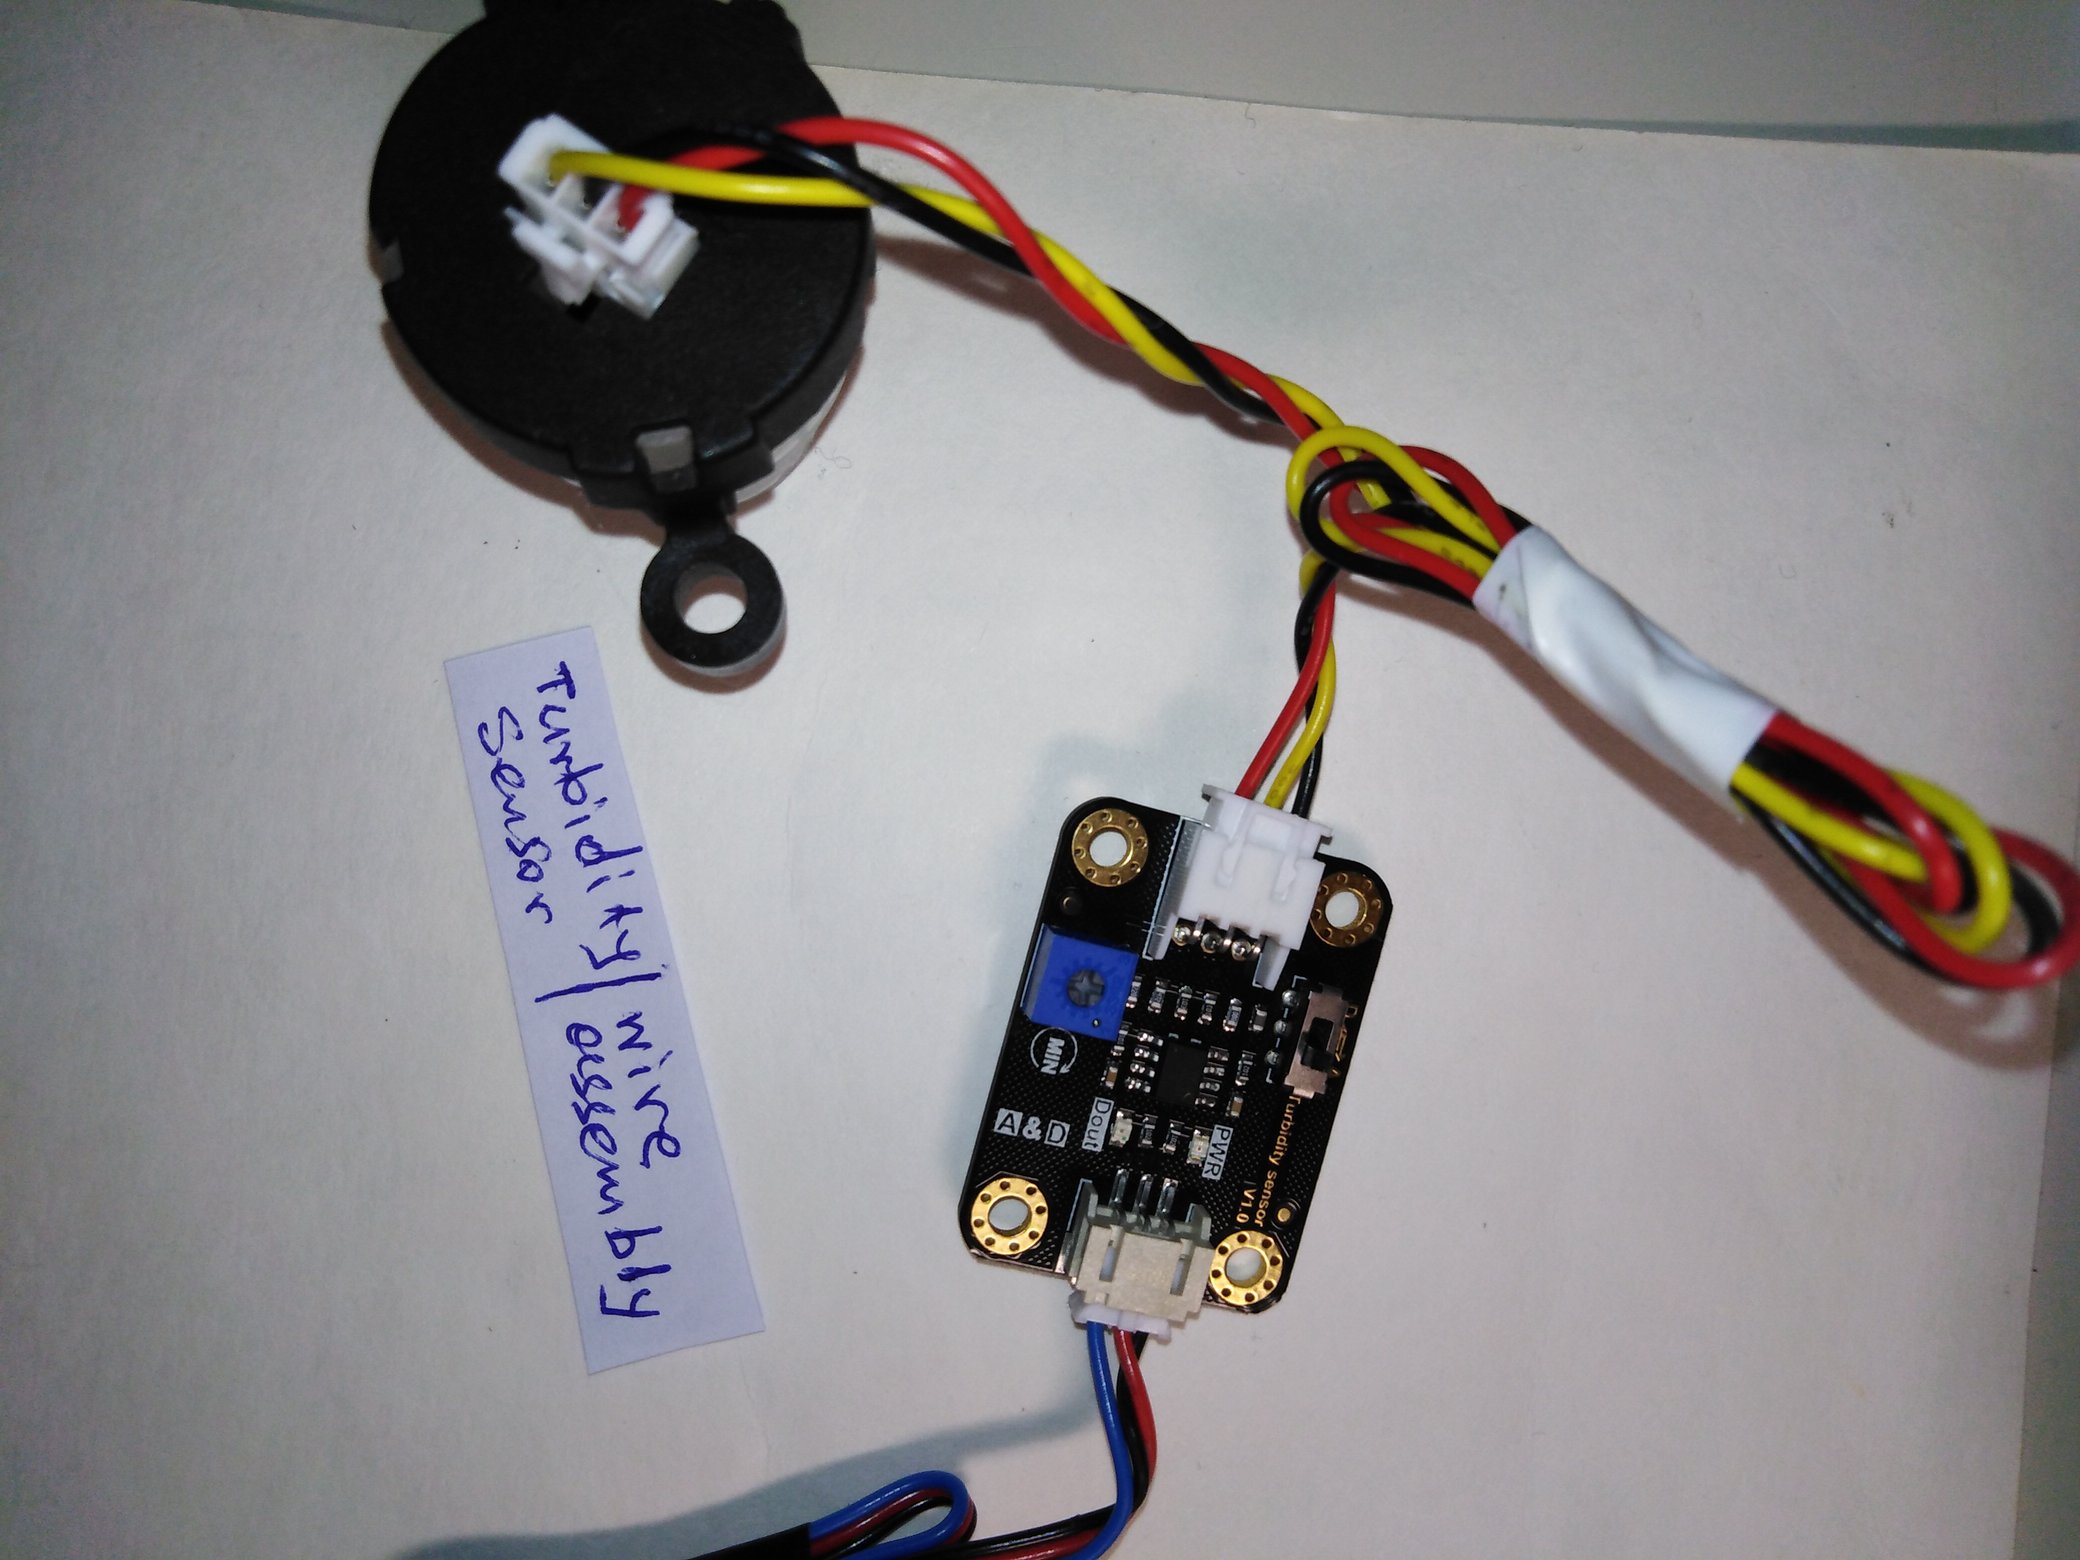 Turbidity wire
Sensor assembly
MIN
A & D
Dout
PWR
Turbidity sensor
V1.0